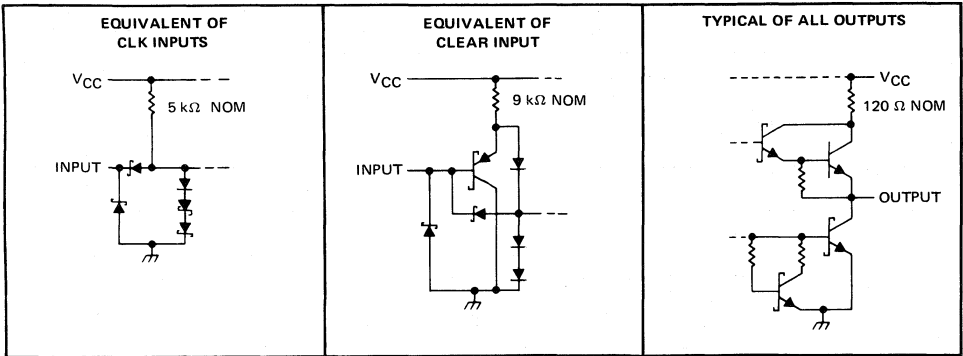 EQUIVALENT OF
CLK INPUTS
VCC
5 kΩ NOM
INPUT
EQUIVALENT OF
CLEAR INPUT
VCC
9 kΩ NOM
INPUT
TYPICAL OF ALL OUTPUTS
VCC
120 Ω NOM
OUTPUT